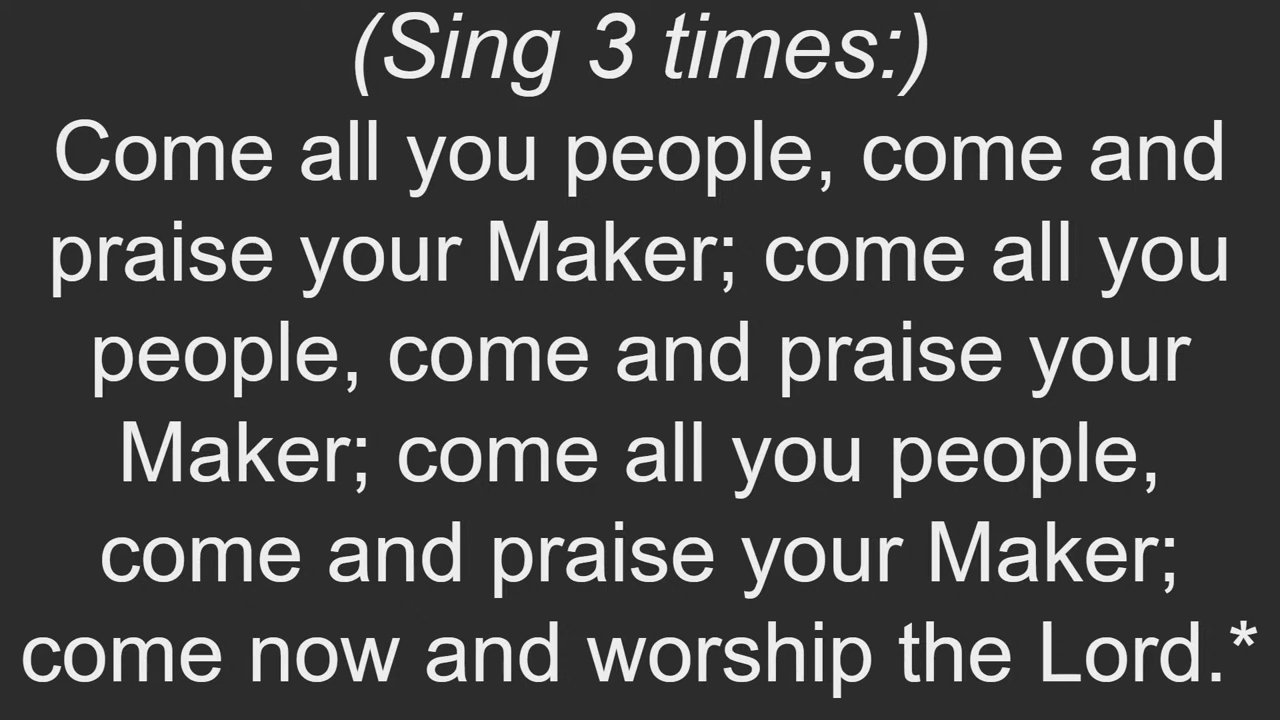 (Sing 3 times:)
Come all you people, come and
praise your Maker; come all you
people, come and praise your
Maker; come all you people,
come and praise your Maker;
come now and worship the Lord.*